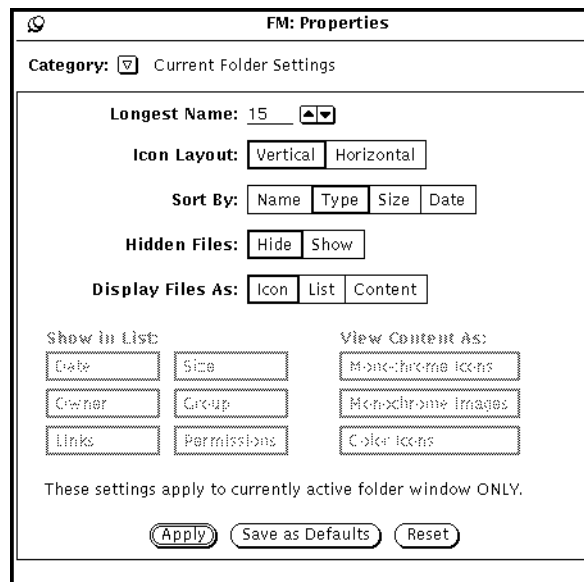 FM: Properties
Category: Current Folder Settings
Longest Name: 15
Icon Layout: Vertical Horizontal
Sort By: Name Type Size Date
Hidden Files: Hide Show
Display Files As: Icon List Content
Show in List: View Content As:
Date Size Monochrome Icons
Owner Group Monochrome Images
Links Permissions Color Icons
These settings apply to currently active folder window ONLY.
Apply Save as Defaults Reset